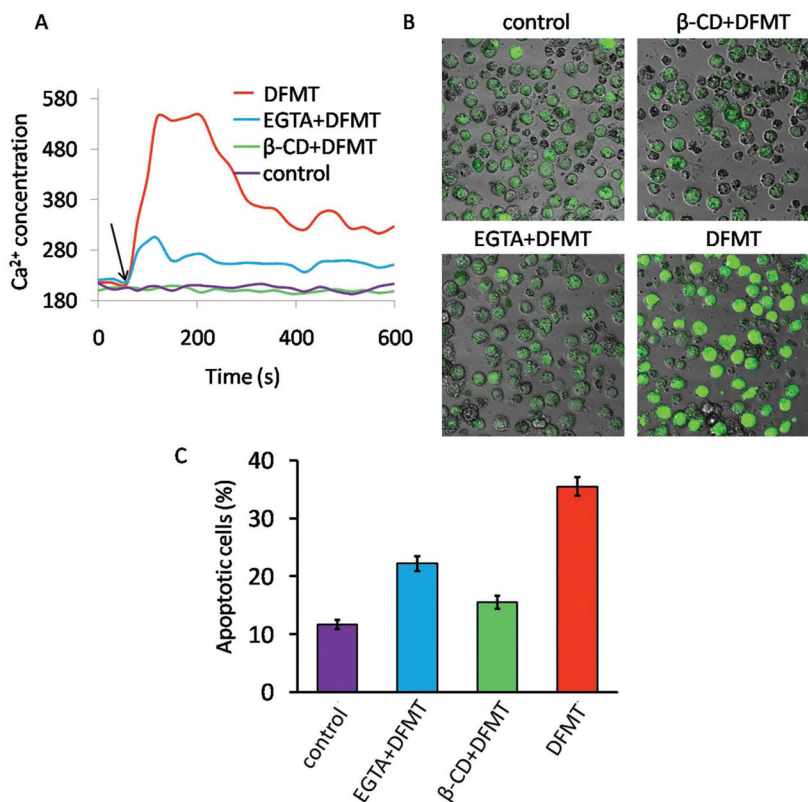 A
Ca²⁺ concentration
580
480
380
280
180
DFMT
EGTA+DFMT
β-CD+DFMT
control
0
200
400
600
Time (s)
B
control
β-CD+DFMT
EGTA+DFMT
DFMT
C
Apoptotic cells (%)
40
30
20
10
0
control
EGTA+DFMT
β-CD+DFMT
DFMT